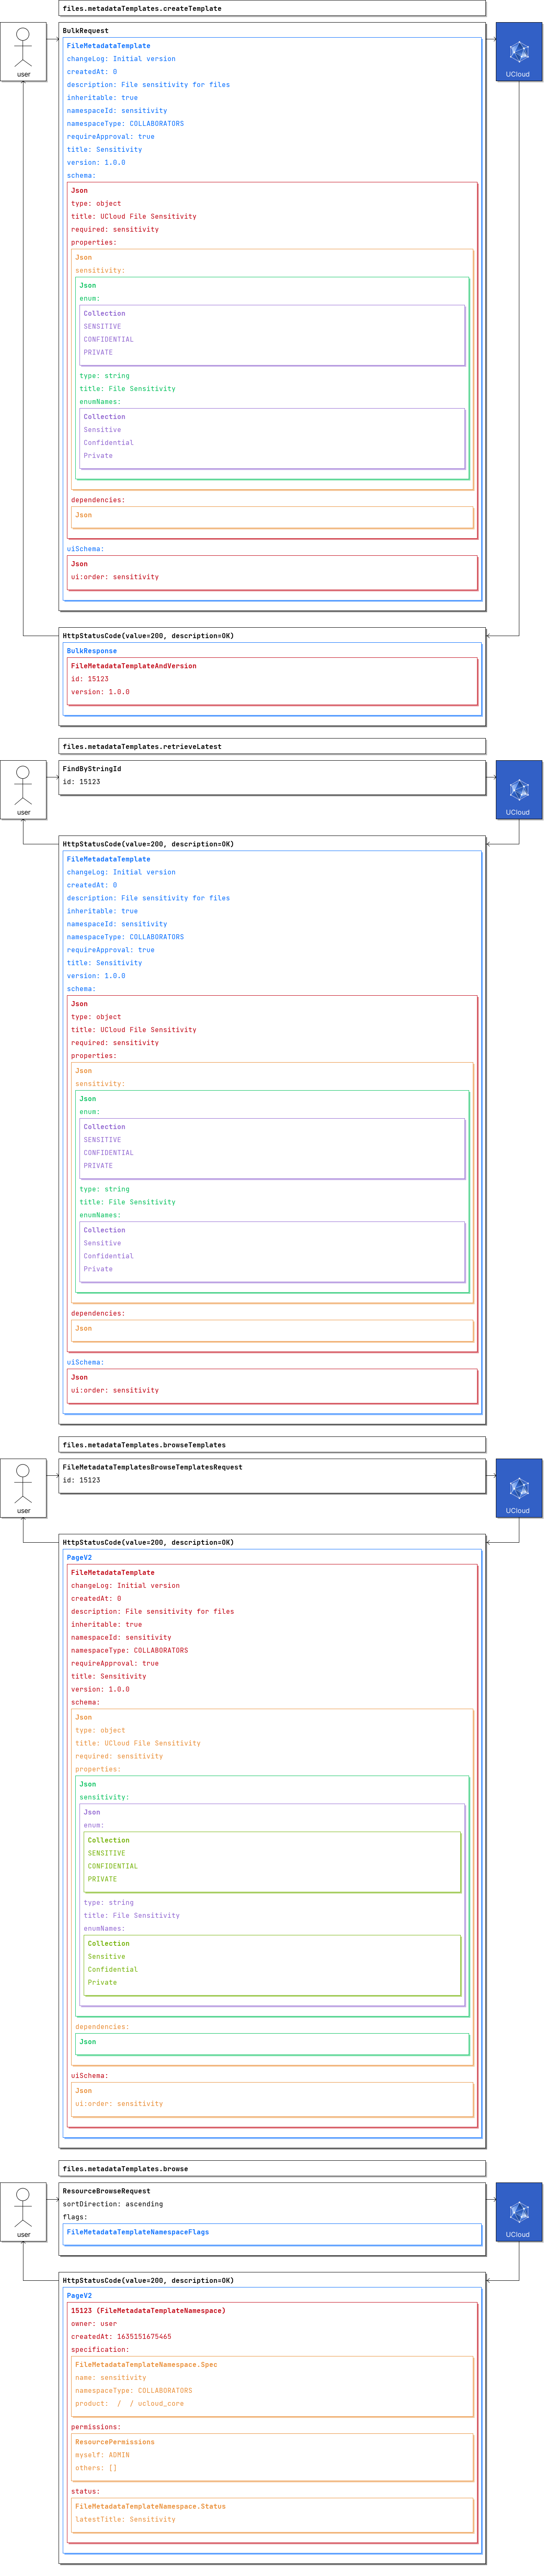 files.metadataTemplates.createTemplate
user
UCloud
BulkRequest
FileMetadataTemplate
changeLog: Initial version
createdAt: 0
description: File sensitivity for files
inheritable: true
namespaceId: sensitivity
namespaceType: COLLABORATORS
requireApproval: true
title: Sensitivity
version: 1.0.0
schema:
Json
type: object
title: UCloud File Sensitivity
required: sensitivity
properties:
Json
sensitivity:
Json
enum:
Collection
SENSITIVE
CONFIDENTIAL
PRIVATE
type: string
title: File Sensitivity
enumNames:
Collection
Sensitive
Confidential
Private
dependencies:
Json
uiSchema:
Json
ui:order: sensitivity
HttpStatusCode(value=200, description=OK)
BulkResponse
FileMetadataTemplateAndVersion
id: 15123
version: 1.0.0
files.metadataTemplates.retrieveLatest
user
UCloud
FindByStringId
id: 15123
HttpStatusCode(value=200, description=OK)
FileMetadataTemplate
changeLog: Initial version
createdAt: 0
description: File sensitivity for files
inheritable: true
namespaceId: sensitivity
namespaceType: COLLABORATORS
requireApproval: true
title: Sensitivity
version: 1.0.0
schema:
Json
type: object
title: UCloud File Sensitivity
required: sensitivity
properties:
Json
sensitivity:
Json
enum:
Collection
SENSITIVE
CONFIDENTIAL
PRIVATE
type: string
title: File Sensitivity
enumNames:
Collection
Sensitive
Confidential
Private
dependencies:
Json
uiSchema:
Json
ui:order: sensitivity
files.metadataTemplates.browseTemplates
user
UCloud
FileMetadataTemplatesBrowseTemplatesRequest
id: 15123
HttpStatusCode(value=200, description=OK)
PageV2
FileMetadataTemplate
changeLog: Initial version
createdAt: 0
description: File sensitivity for files
inheritable: true
namespaceId: sensitivity
namespaceType: COLLABORATORS
requireApproval: true
title: Sensitivity
version: 1.0.0
schema:
Json
type: object
title: UCloud File Sensitivity
required: sensitivity
properties:
Json
sensitivity:
Json
enum:
Collection
SENSITIVE
CONFIDENTIAL
PRIVATE
type: string
title: File Sensitivity
enumNames:
Collection
Sensitive
Confidential
Private
dependencies:
Json
uiSchema:
Json
ui:order: sensitivity
files.metadataTemplates.browse
user
UCloud
ResourceBrowseRequest
sortDirection: ascending
flags:
FileMetadataTemplateNamespaceFlags
HttpStatusCode(value=200, description=OK)
PageV2
15123 (FileMetadataTemplateNamespace)
owner: user
createdAt: 1635151675465
specification:
FileMetadataTemplateNamespace.Spec
name: sensitivity
namespaceType: COLLABORATORS
product:  /  / ucloud_core
permissions:
ResourcePermissions
myself: ADMIN
others: []
status:
FileMetadataTemplateNamespace.Status
latestTitle: Sensitivity